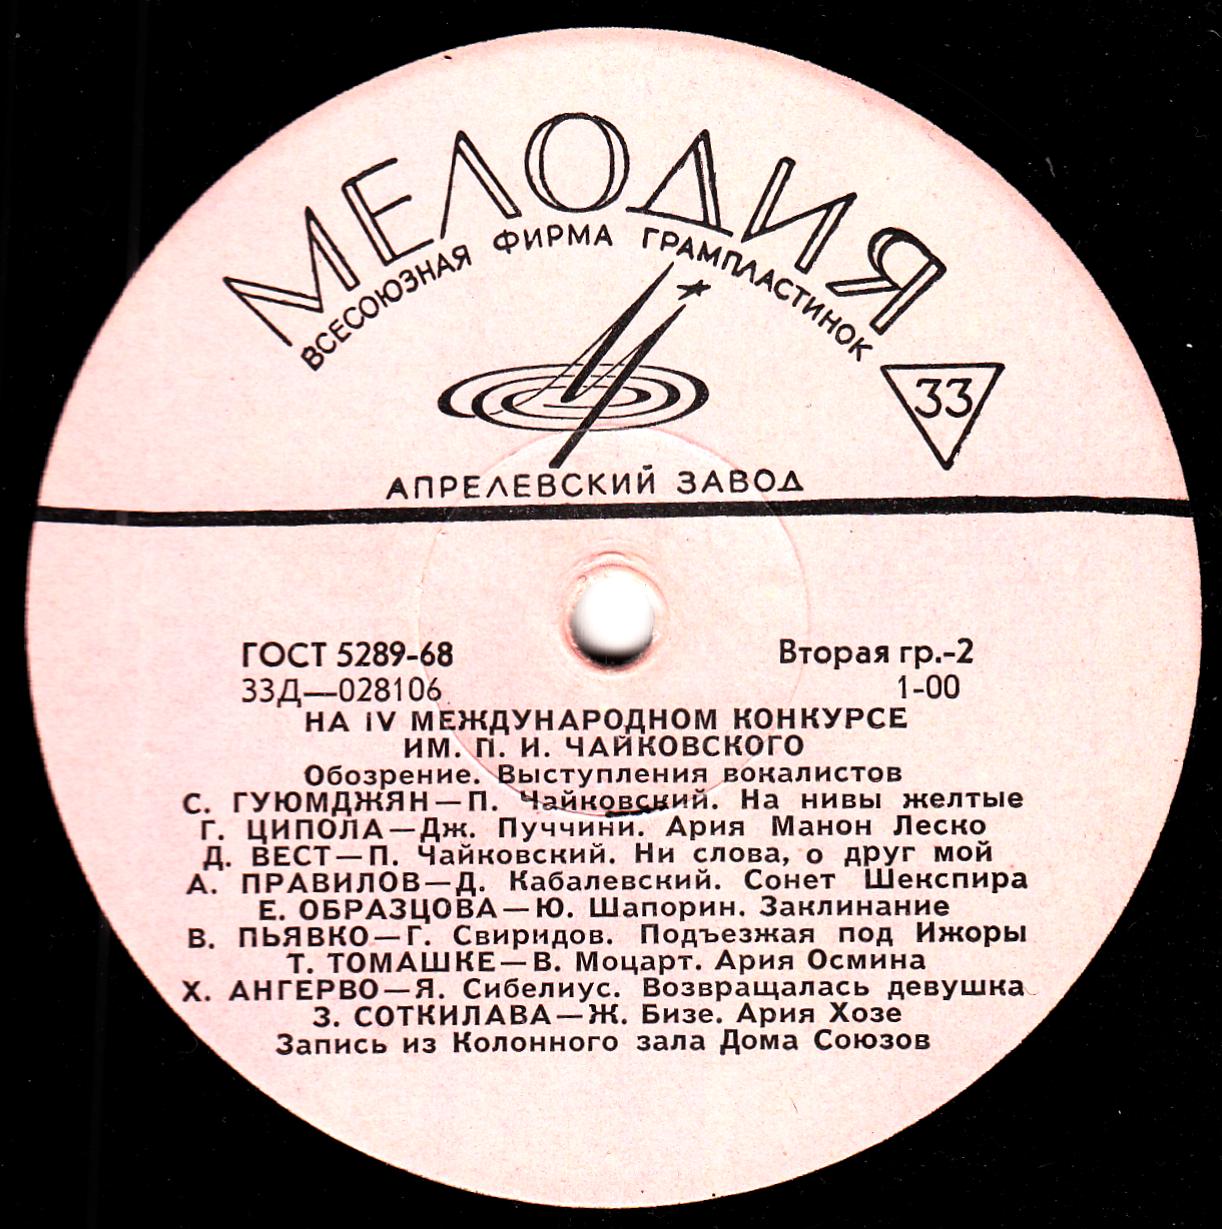 МЕЛОДИЯ
ВСЕСОЮЗНАЯ ФИРМА ГРАМПЛАСТИНОК
33
АПРЕЛЕВСКИЙ ЗАВОД
ГОСТ 5289-68 Вторая гр.-2
33Д—028106 1-00
НА IV МЕЖДУНАРОДНОМ КОНКУРСЕ
ИМ. П. И. ЧАЙКОВСКОГО
Обозрение. Выступления вокалистов
С. ГУЮМДЖЯН—П. Чайковский. На нивы желтые
Г. ЦИПОЛА—Дж. Пуччини. Ария Манон Леско
Д. ВЕСТ—П. Чайковский. Ни слова, о друг мой
А. ПРАВИЛОВ—Д. Кабалевский. Сонет Шекспира
Е. ОБРАЗЦОВА—Ю. Шапорин. Заклинание
В. ПЬЯВКО—Г. Свиридов. Подъезжая под Ижоры
Т. ТОМАШКЕ—В. Моцарт. Ария Осмина
Х. АНГЕРВО—Я. Сибелиус. Возвращалась девушка
З. СОТКИЛАВА—Ж. Бизе. Ария Хозе
Запись из Колонного зала Дома Союзов